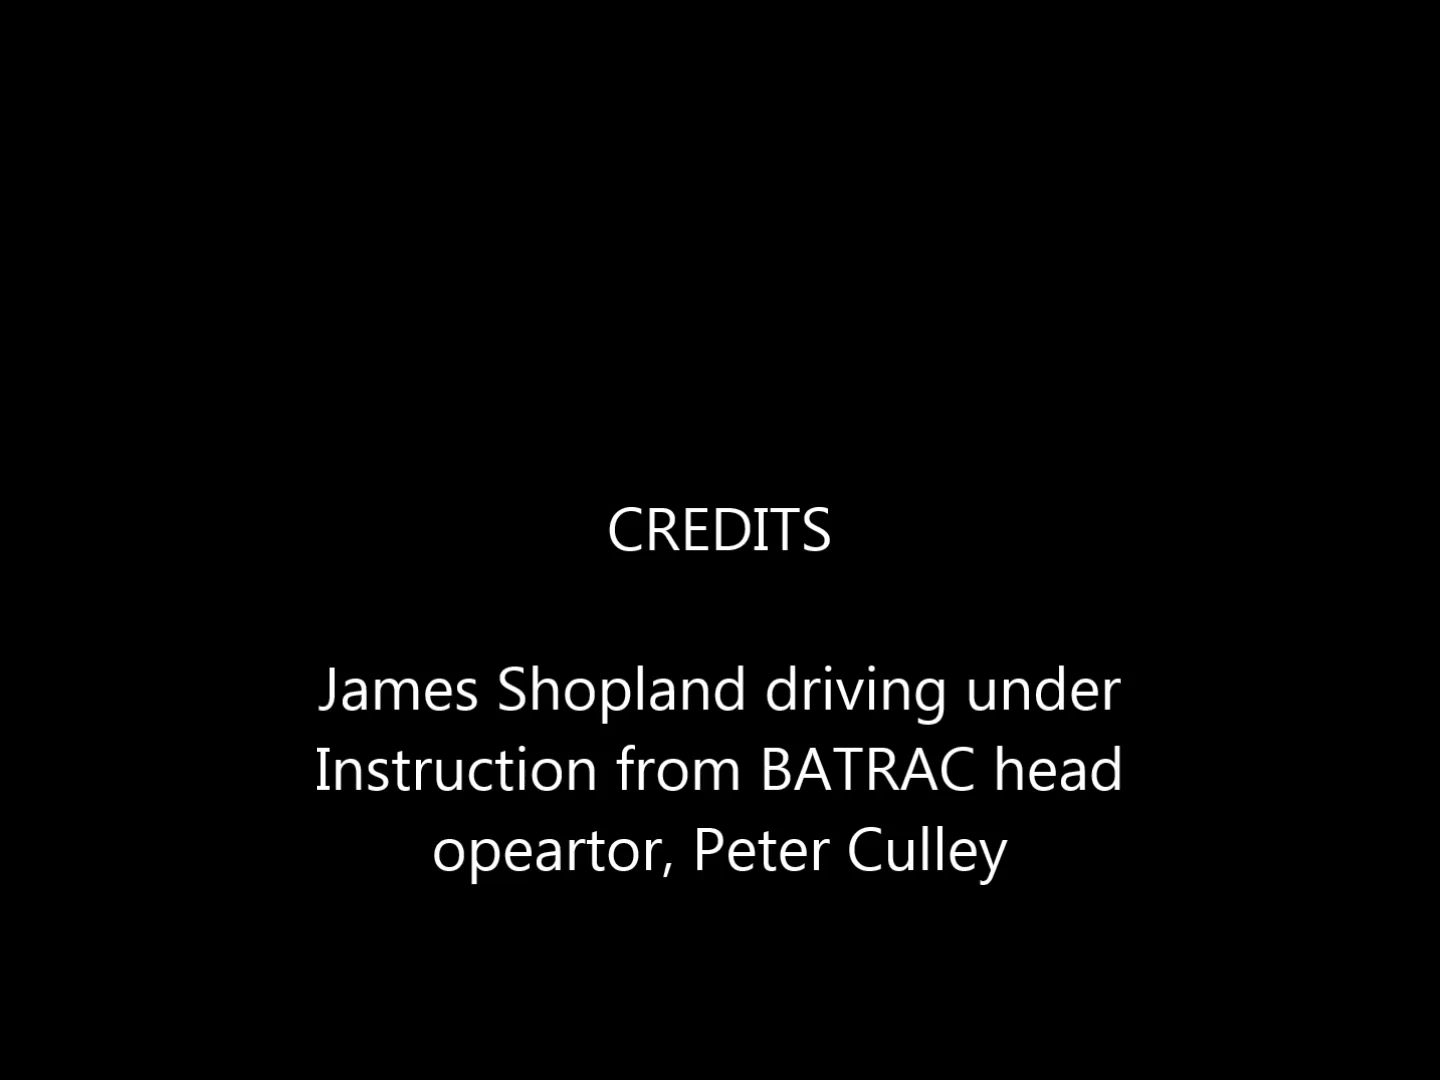 CREDITS
James Shopland driving under
Instruction from BATRAC head
opeartor, Peter Culley